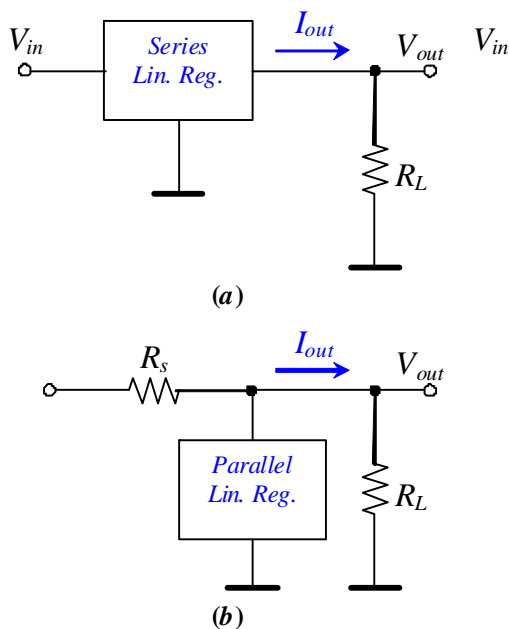 V_in
Series
Lin. Reg.
I_out
V_out
V_in
R_L
(a)
R_s
I_out
V_out
Parallel
Lin. Reg.
R_L
(b)